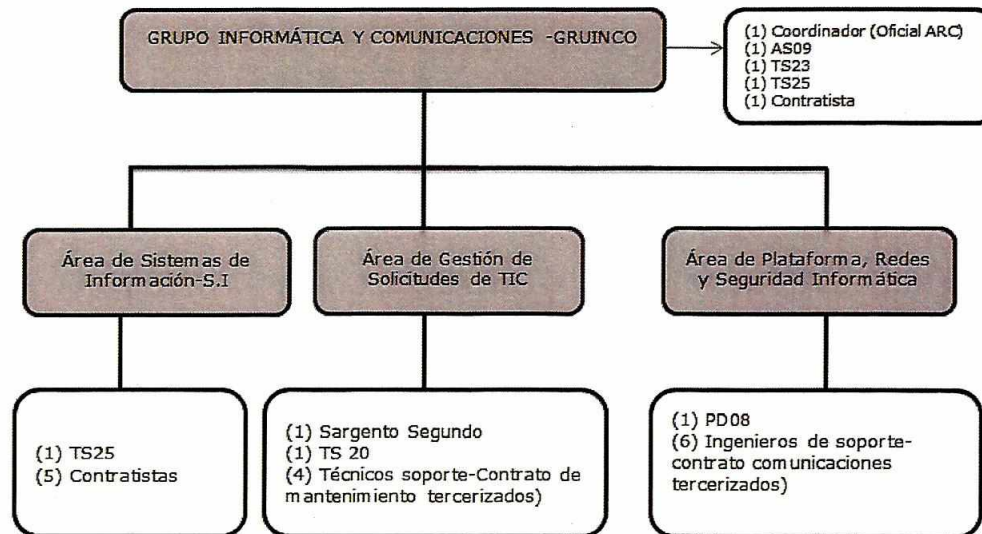 GRUPO INFORMÁTICA Y COMUNICACIONES -GRUINCO
(1) Coordinador (Oficial ARC)
(1) AS09
(1) TS23
(1) TS25
(1) Contratista
Área de Sistemas de
Información-S.I
Área de Gestión de
Solicitudes de TIC
Área de Plataforma, Redes
y Seguridad Informática
(1) TS25
(5) Contratistas
(1) Sargento Segundo
(1) TS 20
(4) Técnicos soporte-Contrato de
mantenimiento tercerizados)
(1) PD08
(6) Ingenieros de soporte-
contrato comunicaciones
tercerizados)